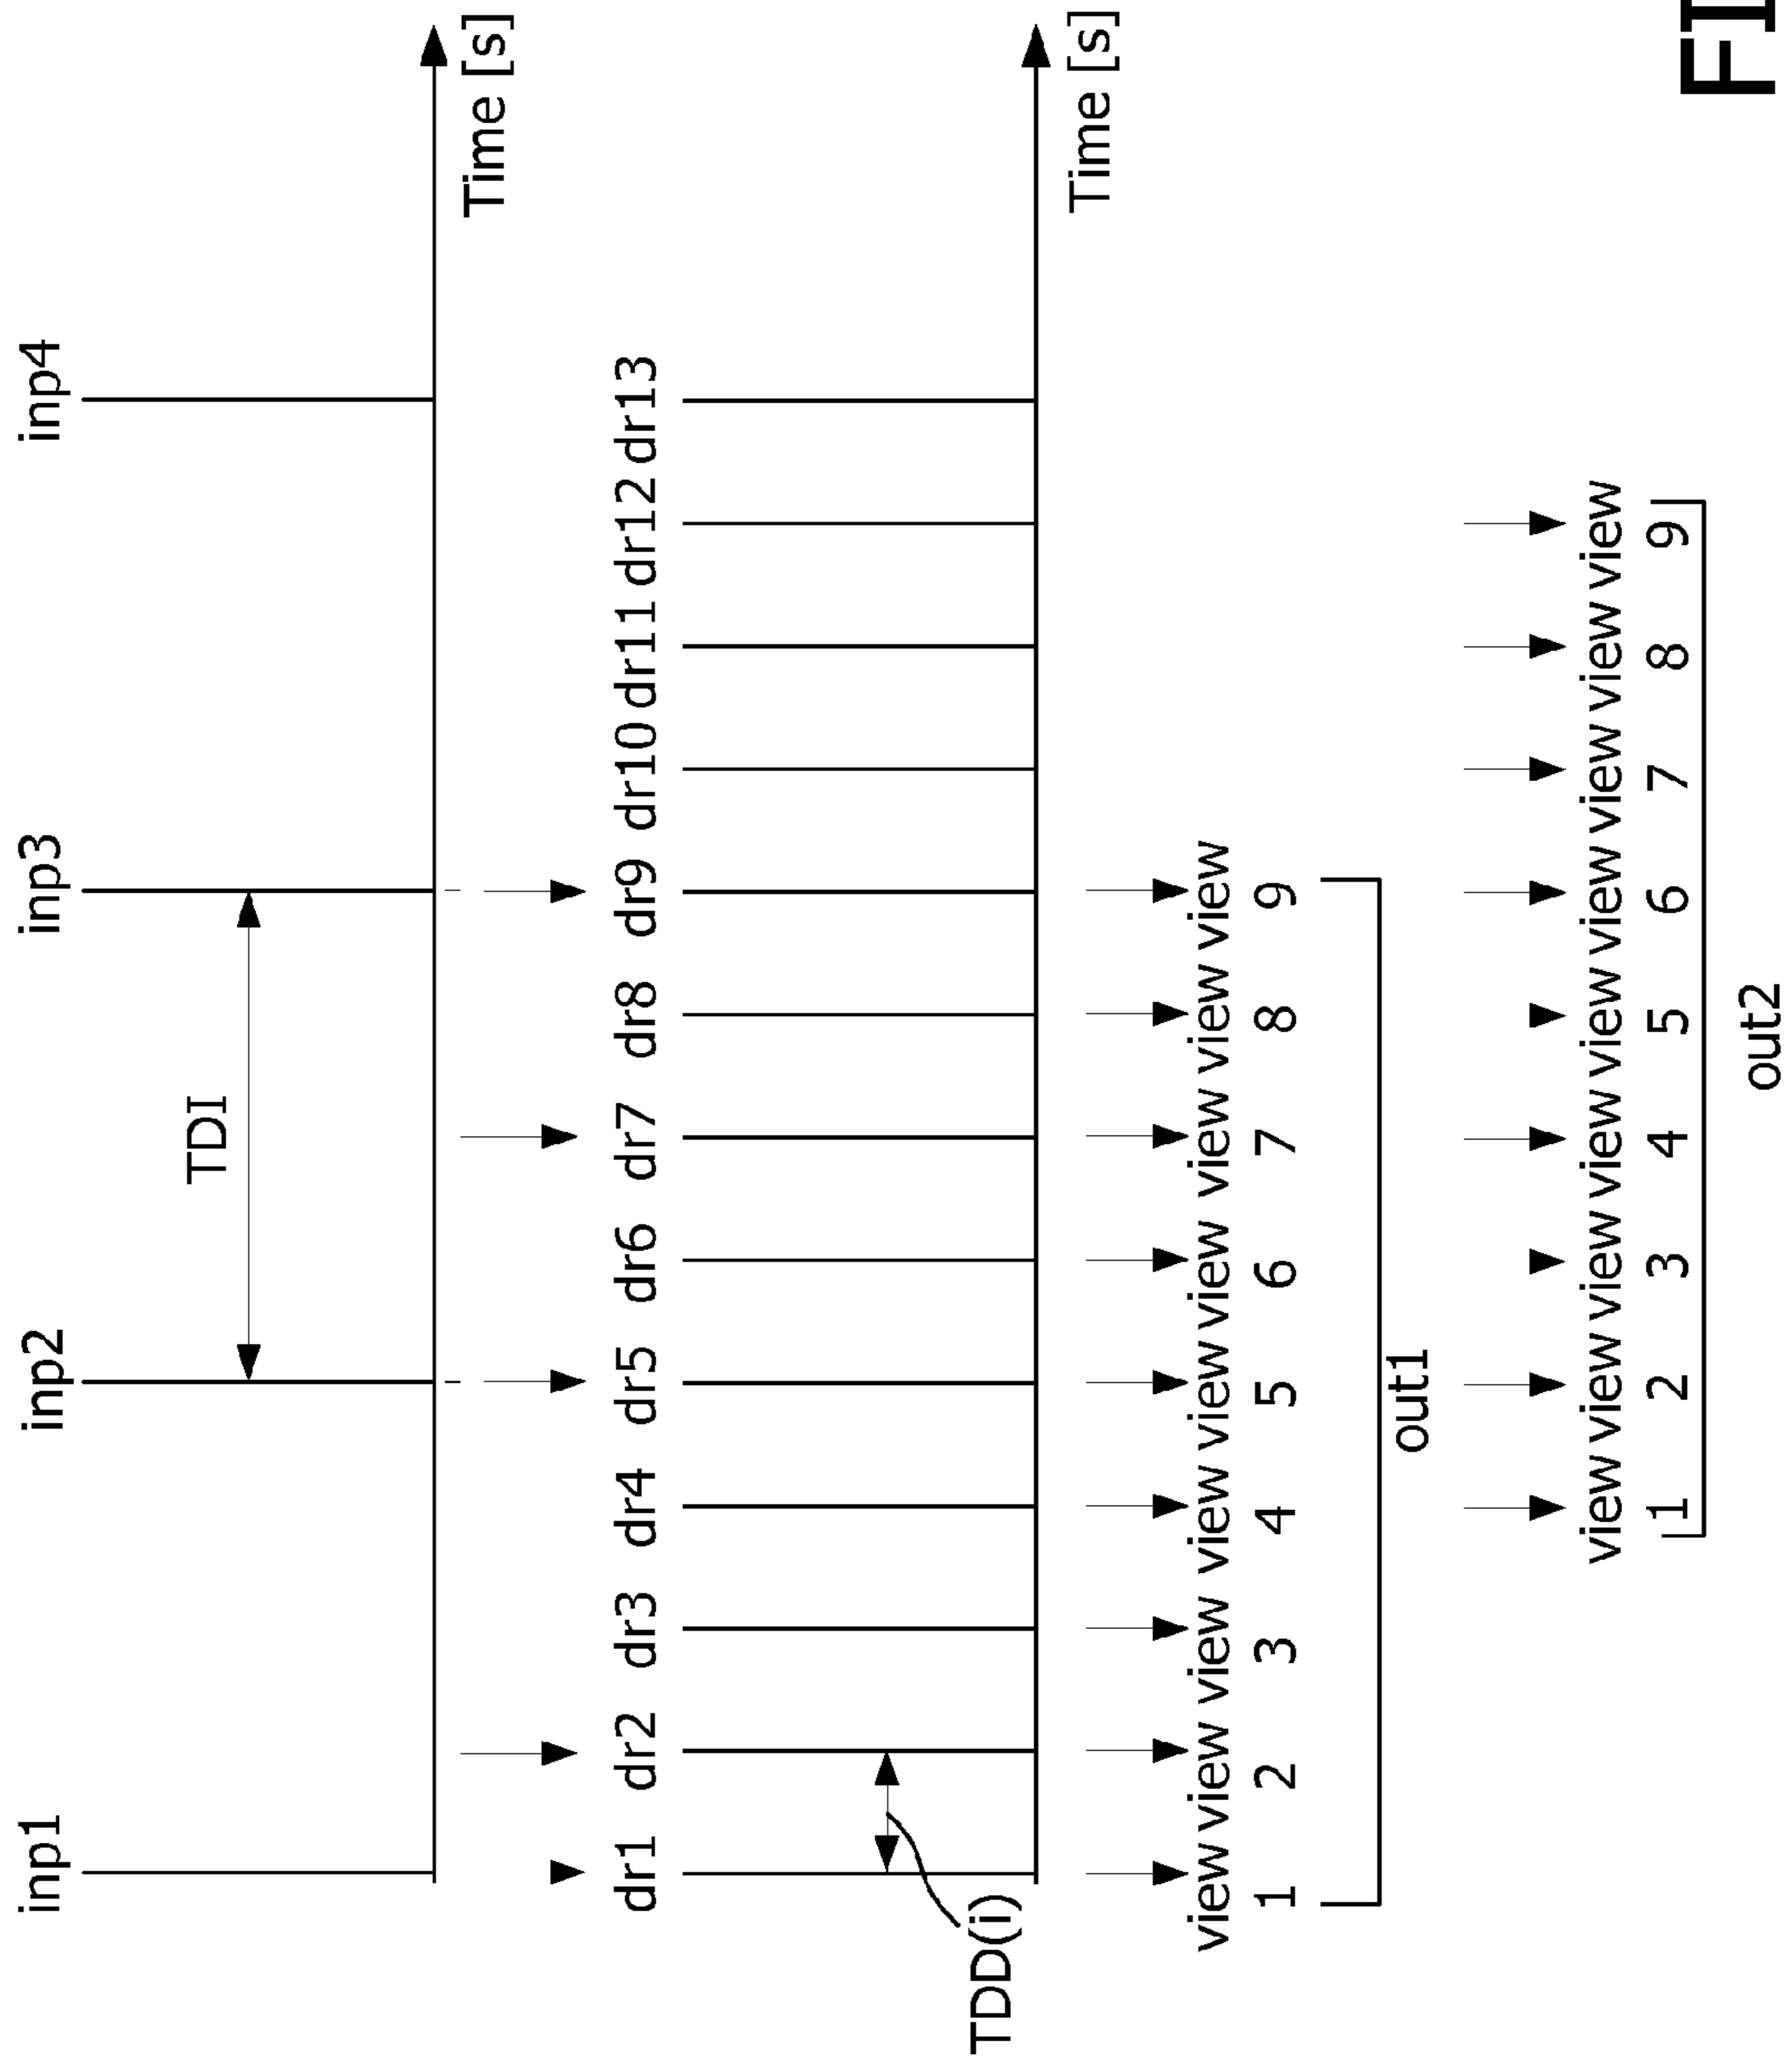 inp1 inp2 inp3 inp4
TDI
Time [s]
dr1 dr2 dr3 dr4 dr5 dr6 dr7 dr8 dr9 dr10 dr11 dr12 dr13
TDD(i)
Time [s]
view view view view view view view view view
1 2 3 4 5 6 7 8 9
out1
view view view view view view view view view
1 2 3 4 5 6 7 8 9
out2
FI